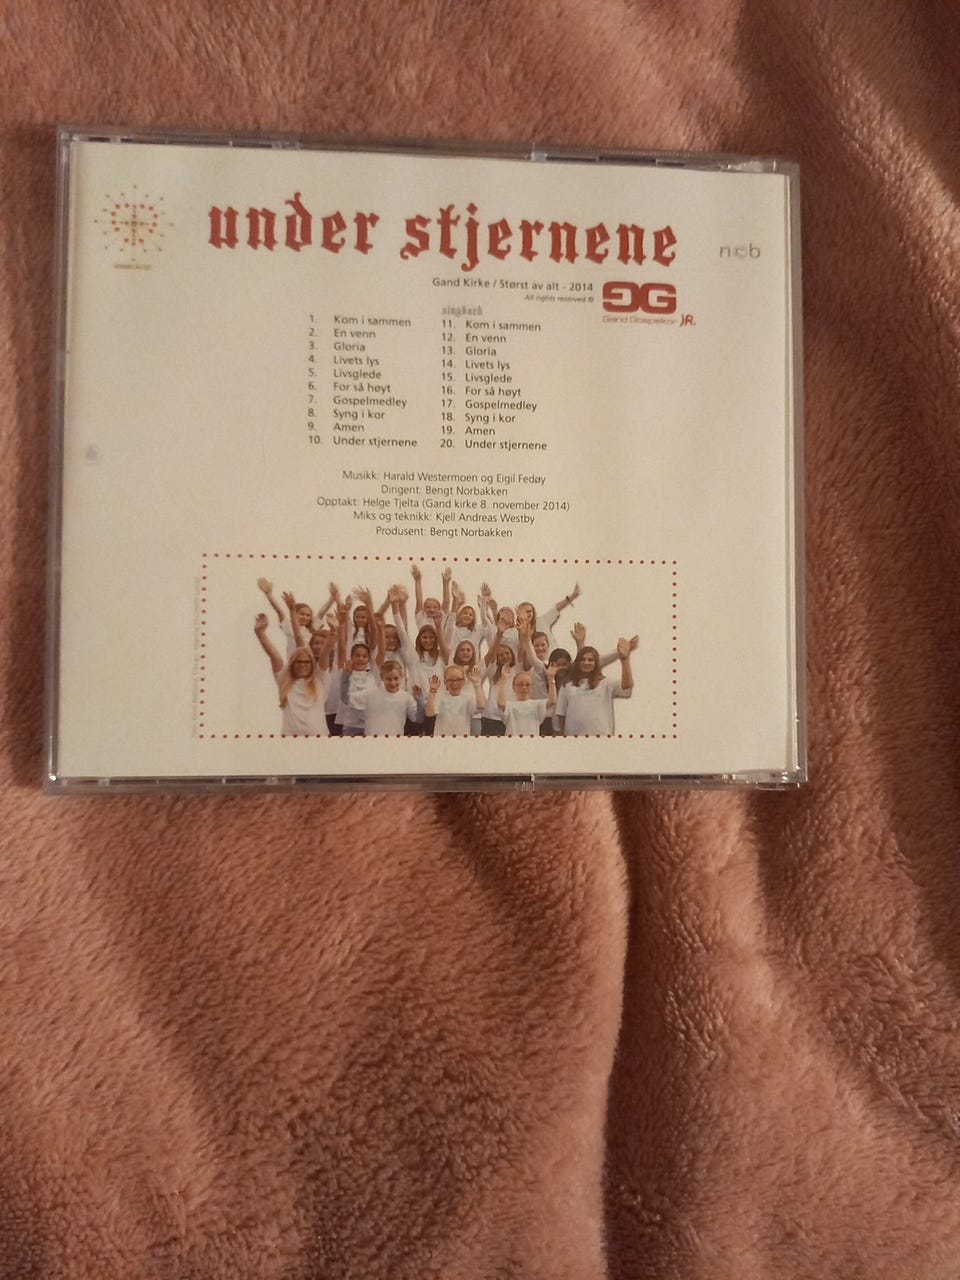 under stjernene
n©b
Gand Kirke / Størst av alt - 2014
All rights reserved ©
GG
Gand Gospelkor JR.
1. Kom i sammen
2. En venn
3. Gloria
4. Livets lys
5. Livsglede
6. For så høyt
7. Gospelmedley
8. Syng i kor
9. Amen
10. Under stjernene
singback
11. Kom i sammen
12. En venn
13. Gloria
14. Livets lys
15. Livsglede
16. For så høyt
17. Gospelmedley
18. Syng i kor
19. Amen
20. Under stjernene
Musikk: Harald Westermoen og Eigil Fedøy
Dirigent: Bengt Norbakken
Opptakt: Helge Tjelta (Gand kirke 8. november 2014)
Miks og teknikk: Kjell Andreas Westby
Produsent: Bengt Norbakken